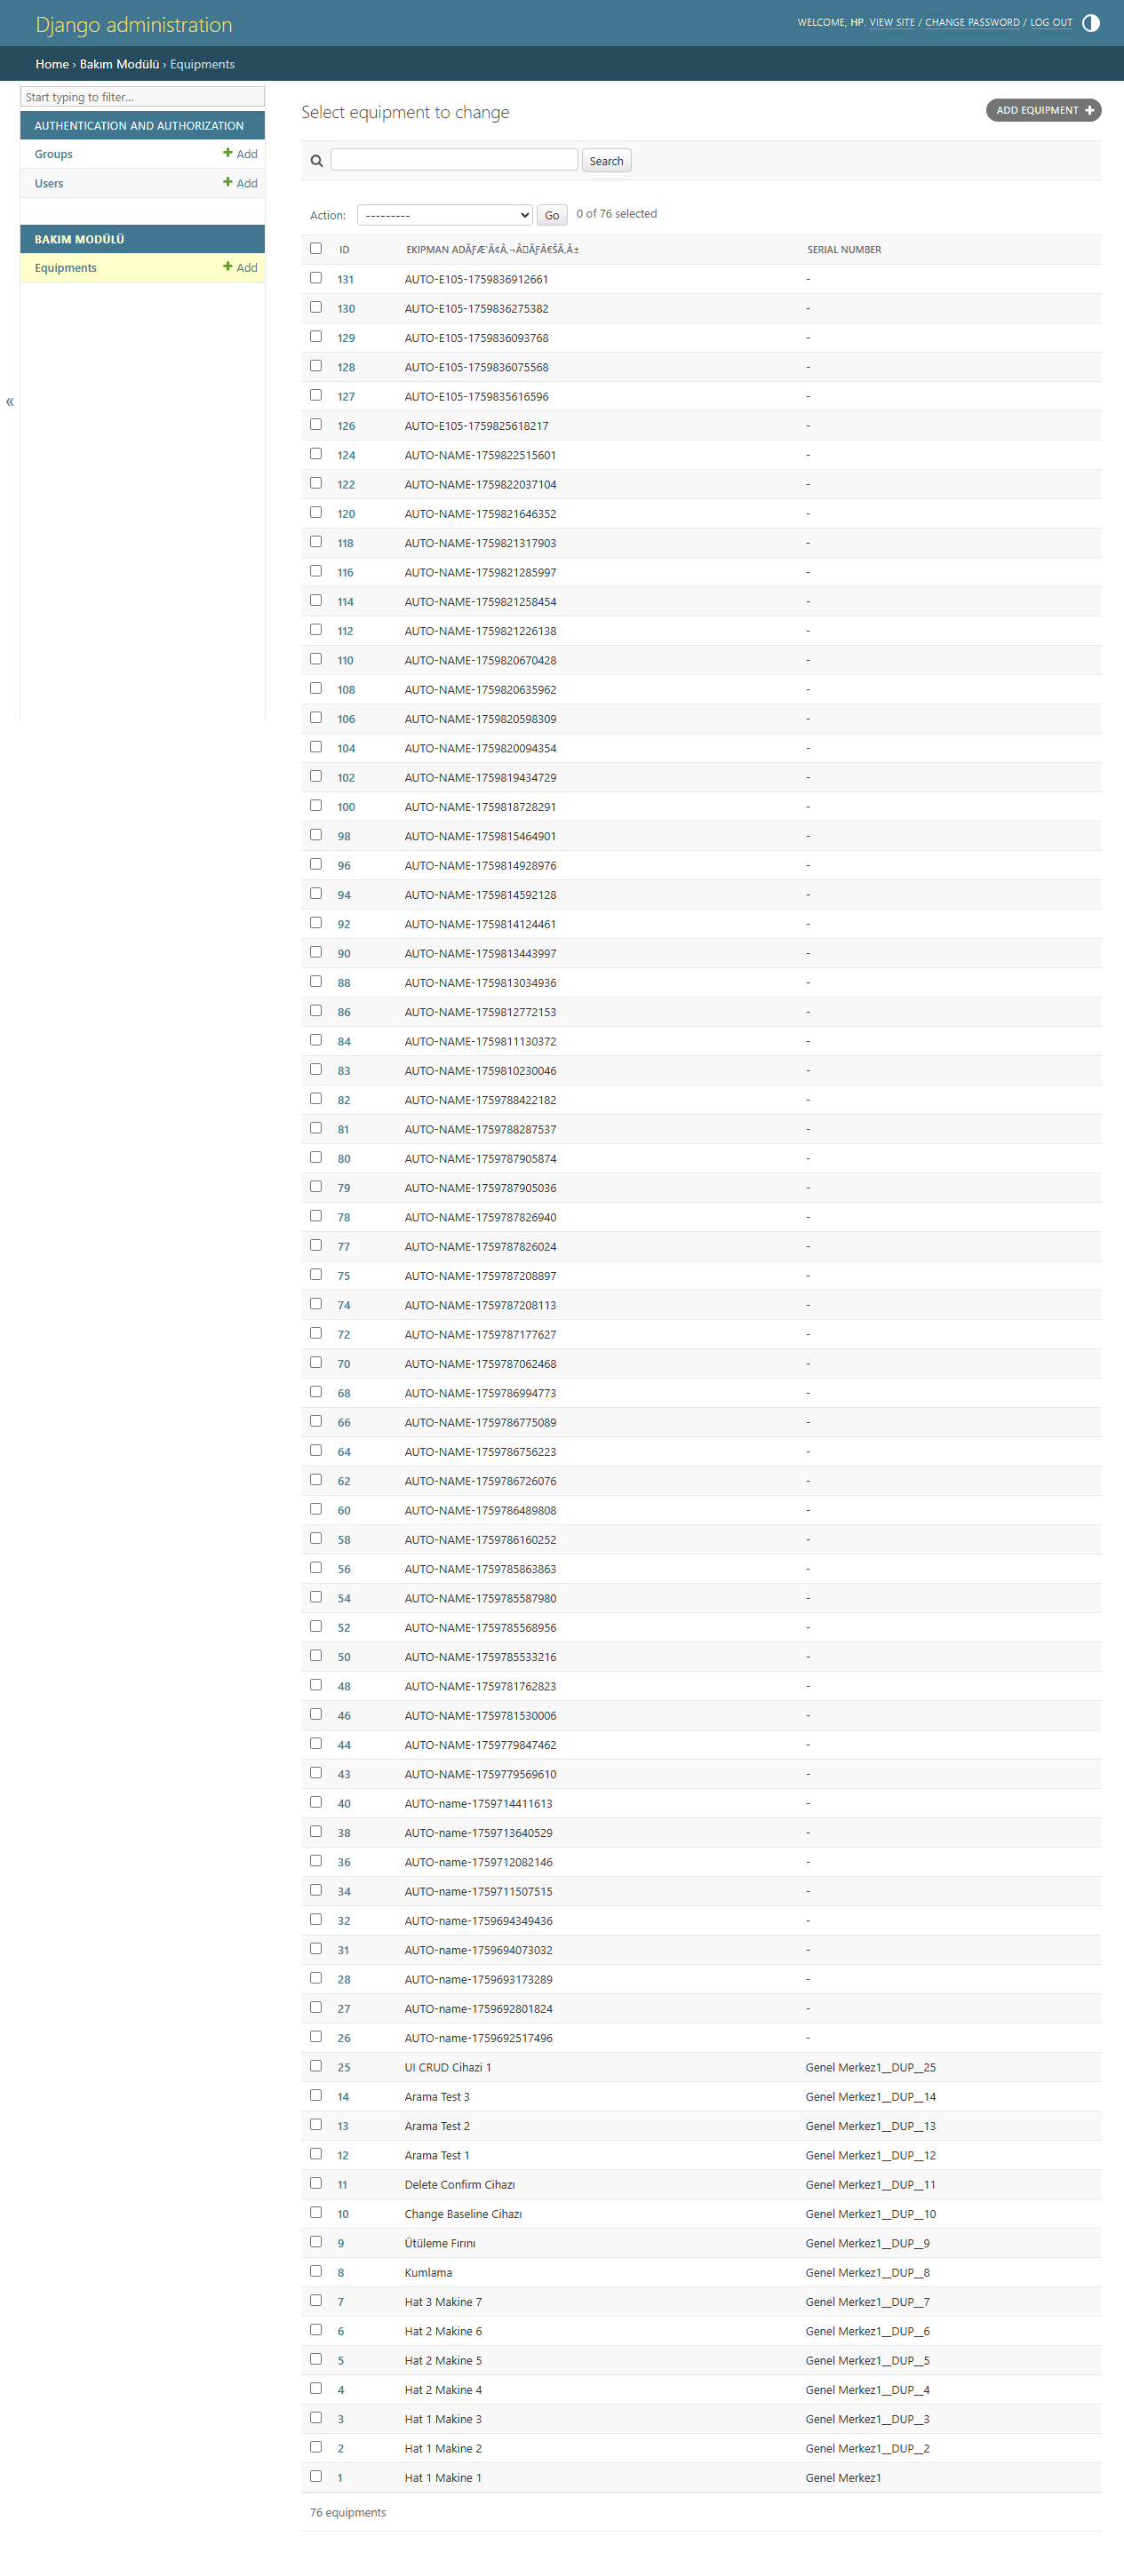 Django administration
WELCOME, HP. VIEW SITE / CHANGE PASSWORD / LOG OUT
Home › Bakım Modülü › Equipments
Start typing to filter...
AUTHENTICATION AND AUTHORIZATION
Groups + Add
Users + Add
BAKIM MODÜLÜ
Equipments + Add
«
Select equipment to change
ADD EQUIPMENT +
Search
Action: --------- Go 0 of 76 selected
ID EKIPMAN SERIAL NUMBER
131 AUTO-E105-1759836912661 -
130 AUTO-E105-1759836275382 -
129 AUTO-E105-1759836093768 -
128 AUTO-E105-1759836075568 -
127 AUTO-E105-1759835616596 -
126 AUTO-E105-1759825618217 -
124 AUTO-NAME-1759822515601 -
122 AUTO-NAME-1759822037104 -
120 AUTO-NAME-1759821646352 -
118 AUTO-NAME-1759821317903 -
116 AUTO-NAME-1759821285997 -
114 AUTO-NAME-1759821258454 -
112 AUTO-NAME-1759821226138 -
110 AUTO-NAME-1759820670428 -
108 AUTO-NAME-1759820635962 -
106 AUTO-NAME-1759820598309 -
104 AUTO-NAME-1759820094354 -
102 AUTO-NAME-1759819434729 -
100 AUTO-NAME-1759818728291 -
98 AUTO-NAME-1759815464901 -
96 AUTO-NAME-1759814928976 -
94 AUTO-NAME-1759814592128 -
92 AUTO-NAME-1759814124461 -
90 AUTO-NAME-1759813443997 -
88 AUTO-NAME-1759813034936 -
86 AUTO-NAME-1759812772153 -
84 AUTO-NAME-1759811130372 -
83 AUTO-NAME-1759810230046 -
82 AUTO-NAME-1759788422182 -
81 AUTO-NAME-1759788287537 -
80 AUTO-NAME-1759787905874 -
79 AUTO-NAME-1759787905036 -
78 AUTO-NAME-1759787826940 -
77 AUTO-NAME-1759787826024 -
75 AUTO-NAME-1759787208897 -
74 AUTO-NAME-1759787208113 -
72 AUTO-NAME-1759787177627 -
70 AUTO-NAME-1759787062468 -
68 AUTO-NAME-1759786994773 -
66 AUTO-NAME-1759786775089 -
64 AUTO-NAME-1759786756223 -
62 AUTO-NAME-1759786726076 -
60 AUTO-NAME-1759786489808 -
58 AUTO-NAME-1759786160252 -
56 AUTO-NAME-1759785863863 -
54 AUTO-NAME-1759785587980 -
52 AUTO-NAME-1759785568956 -
50 AUTO-NAME-1759785533216 -
48 AUTO-NAME-1759781762823 -
46 AUTO-NAME-1759781530006 -
44 AUTO-NAME-1759779847462 -
43 AUTO-NAME-1759779569610 -
40 AUTO-name-1759714411613 -
38 AUTO-name-1759713640529 -
36 AUTO-name-1759712082146 -
34 AUTO-name-1759711507515 -
32 AUTO-name-1759694349436 -
31 AUTO-name-1759694073032 -
28 AUTO-name-1759693173289 -
27 AUTO-name-1759692801824 -
26 AUTO-name-1759692517496 -
25 UI CRUD Cihazi 1 Genel Merkez1__DUP__25
14 Arama Test 3 Genel Merkez1__DUP__14
13 Arama Test 2 Genel Merkez1__DUP__13
12 Arama Test 1 Genel Merkez1__DUP__12
11 Delete Confirm Cihazı Genel Merkez1__DUP__11
10 Change Baseline Cihazı Genel Merkez1__DUP__10
9 Ütüleme Fırını Genel Merkez1__DUP__9
8 Kumlama Genel Merkez1__DUP__8
7 Hat 3 Makine 7 Genel Merkez1__DUP__7
6 Hat 2 Makine 6 Genel Merkez1__DUP__6
5 Hat 2 Makine 5 Genel Merkez1__DUP__5
4 Hat 2 Makine 4 Genel Merkez1__DUP__4
3 Hat 1 Makine 3 Genel Merkez1__DUP__3
2 Hat 1 Makine 2 Genel Merkez1__DUP__2
1 Hat 1 Makine 1 Genel Merkez1
76 equipments